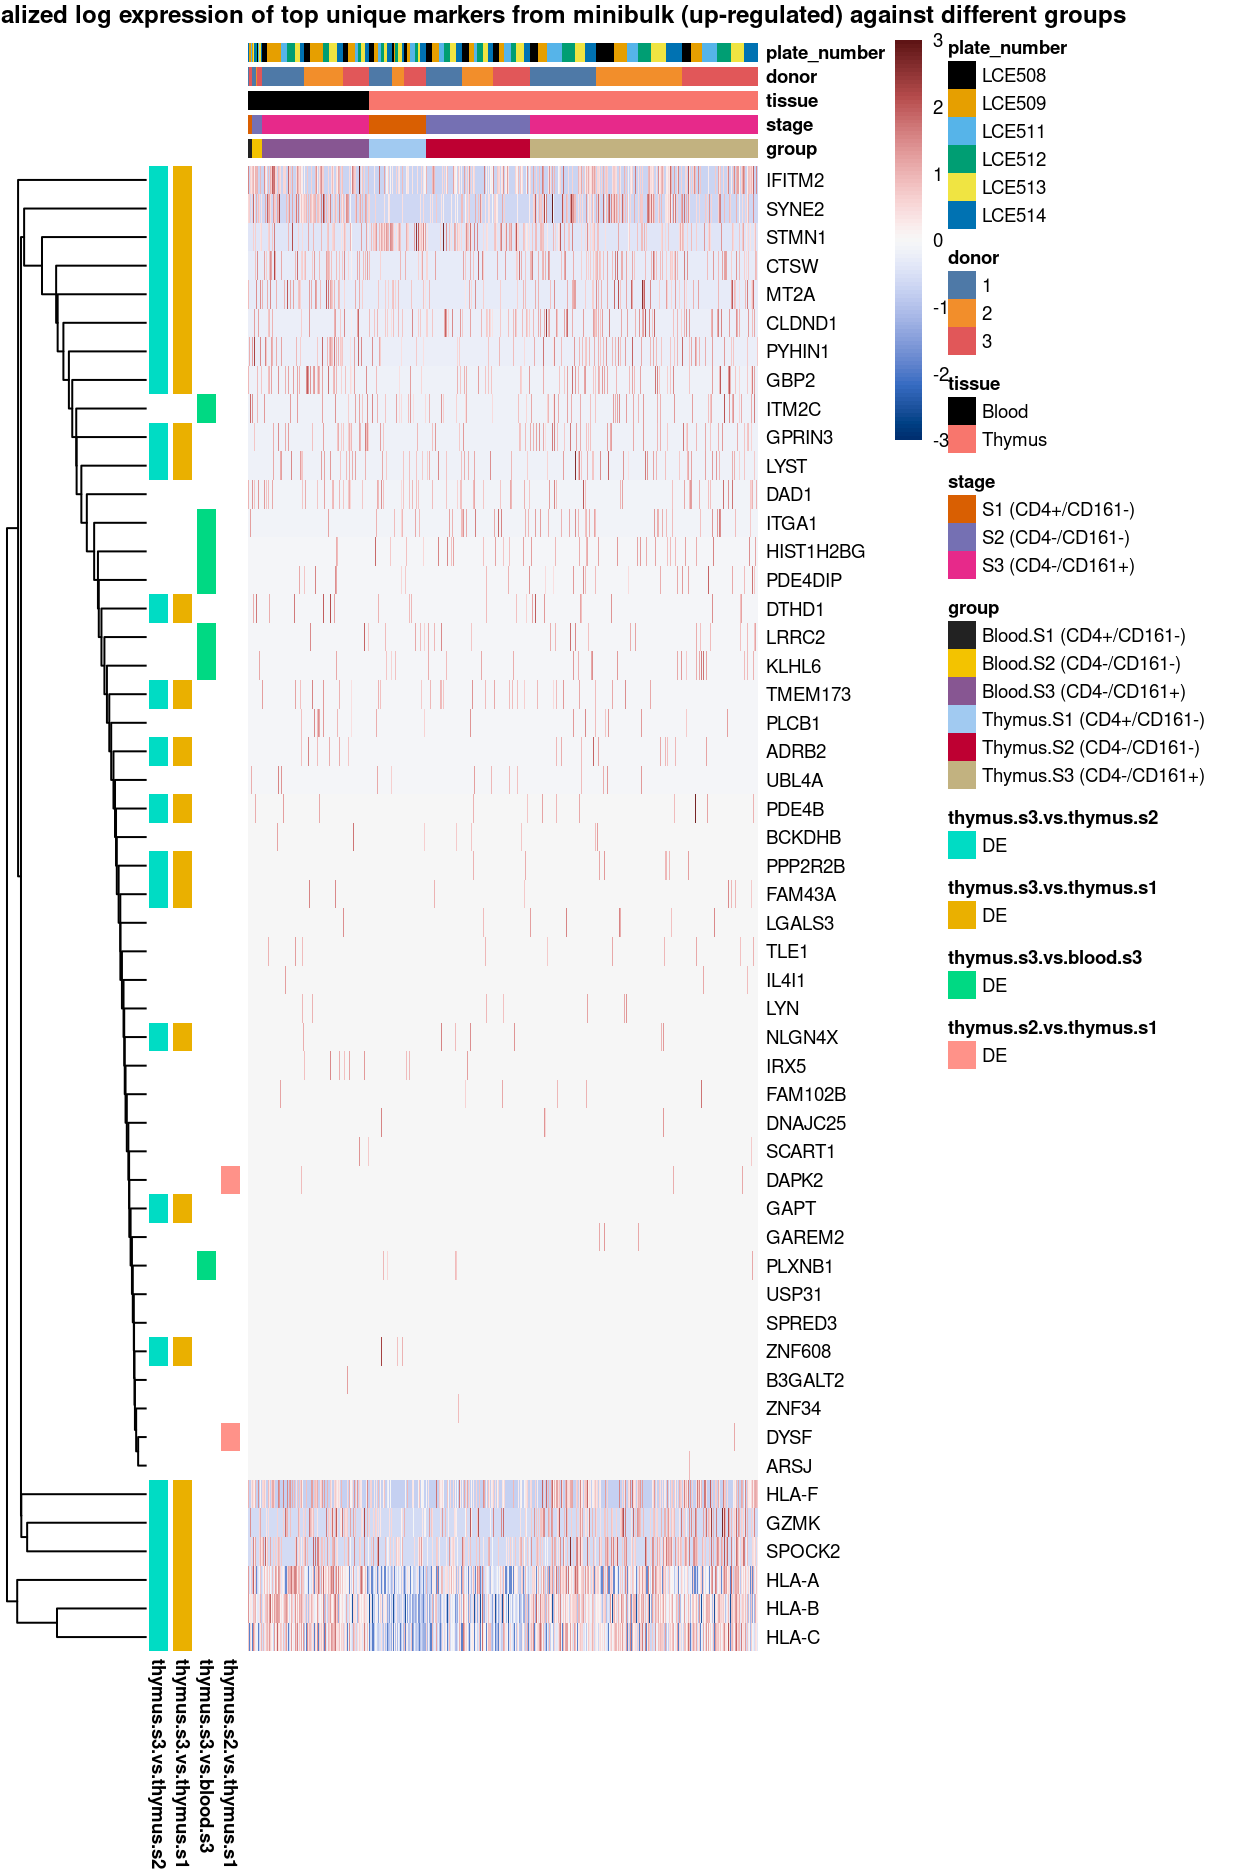 alized log expression of top unique markers from minibulk (up-regulated) against different groups
plate_number
donor
tissue
stage
group
IFITM2
SYNE2
STMN1
CTSW
MT2A
CLDND1
PYHIN1
GBP2
ITM2C
GPRIN3
LYST
DAD1
ITGA1
HIST1H2BG
PDE4DIP
DTHD1
LRRC2
KLHL6
TMEM173
PLCB1
ADRB2
UBL4A
PDE4B
BCKDHB
PPP2R2B
FAM43A
LGALS3
TLE1
IL4I1
LYN
NLGN4X
IRX5
FAM102B
DNAJC25
SCART1
DAPK2
GAPT
GAREM2
PLXNB1
USP31
SPRED3
ZNF608
B3GALT2
ZNF34
DYSF
ARSJ
HLA-F
GZMK
SPOCK2
HLA-A
HLA-B
HLA-C
3
2
1
0
-1
-2
-3
plate_number
LCE508
LCE509
LCE511
LCE512
LCE513
LCE514
donor
1
2
3
tissue
Blood
Thymus
stage
S1 (CD4+/CD161-)
S2 (CD4-/CD161-)
S3 (CD4-/CD161+)
group
Blood.S1 (CD4+/CD161-)
Blood.S2 (CD4-/CD161-)
Blood.S3 (CD4-/CD161+)
Thymus.S1 (CD4+/CD161-)
Thymus.S2 (CD4-/CD161-)
Thymus.S3 (CD4-/CD161+)
thymus.s3.vs.thymus.s2
DE
thymus.s3.vs.thymus.s1
DE
thymus.s3.vs.blood.s3
DE
thymus.s2.vs.thymus.s1
DE
thymus.s3.vs.thymus.s2
thymus.s3.vs.thymus.s1
thymus.s3.vs.blood.s3
thymus.s2.vs.thymus.s1